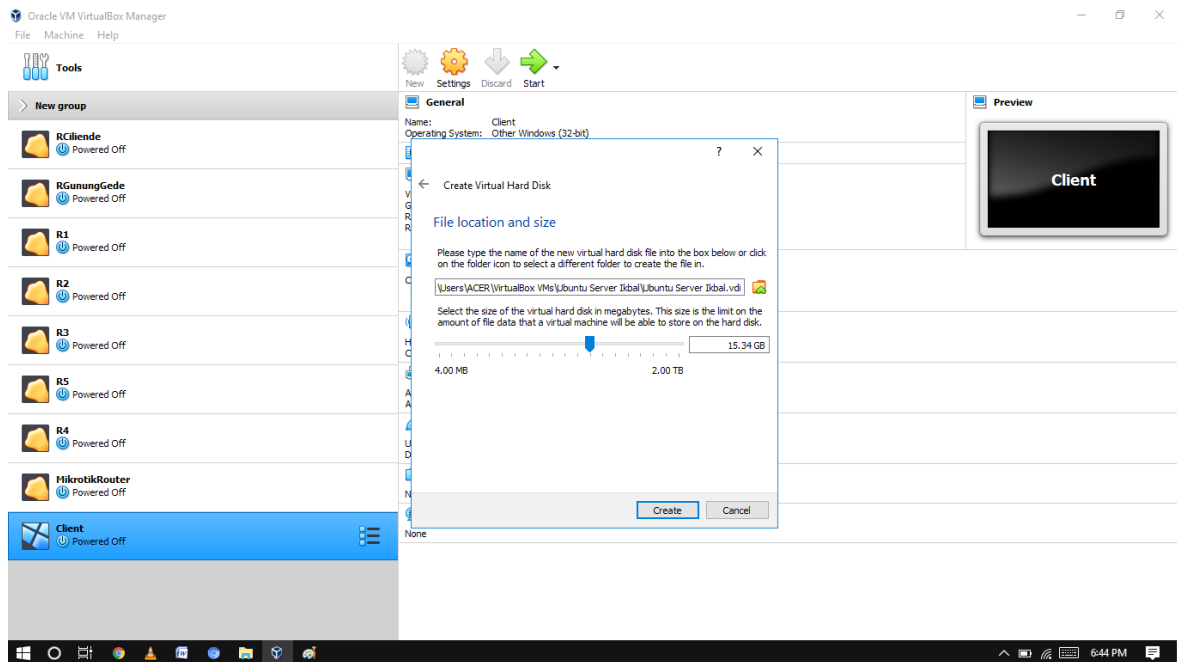 Oracle VM VirtualBox Manager
File Machine Help
Tools
New Settings Discard Start
New group
RCiliende
Powered Off
RGunungGede
Powered Off
R1
Powered Off
R2
Powered Off
R3
Powered Off
R5
Powered Off
R4
Powered Off
MikrotikRouter
Powered Off
Client
Powered Off
General
Name: Client
Operating System: Other Windows (32-bit)
Preview
Client
?
Create Virtual Hard Disk
File location and size
Please type the name of the new virtual hard disk file into the box below or click
on the folder icon to select a different folder to create the file in.
\Users\ACER\VirtualBox VMs\Ubuntu Server Ikbal\Ubuntu Server Ikbal.vdi
Select the size of the virtual hard disk in megabytes. This size is the limit on the
amount of file data that a virtual machine will be able to store on the hard disk.
15.34 GB
4.00 MB 2.00 TB
Create Cancel
None
6:44 PM